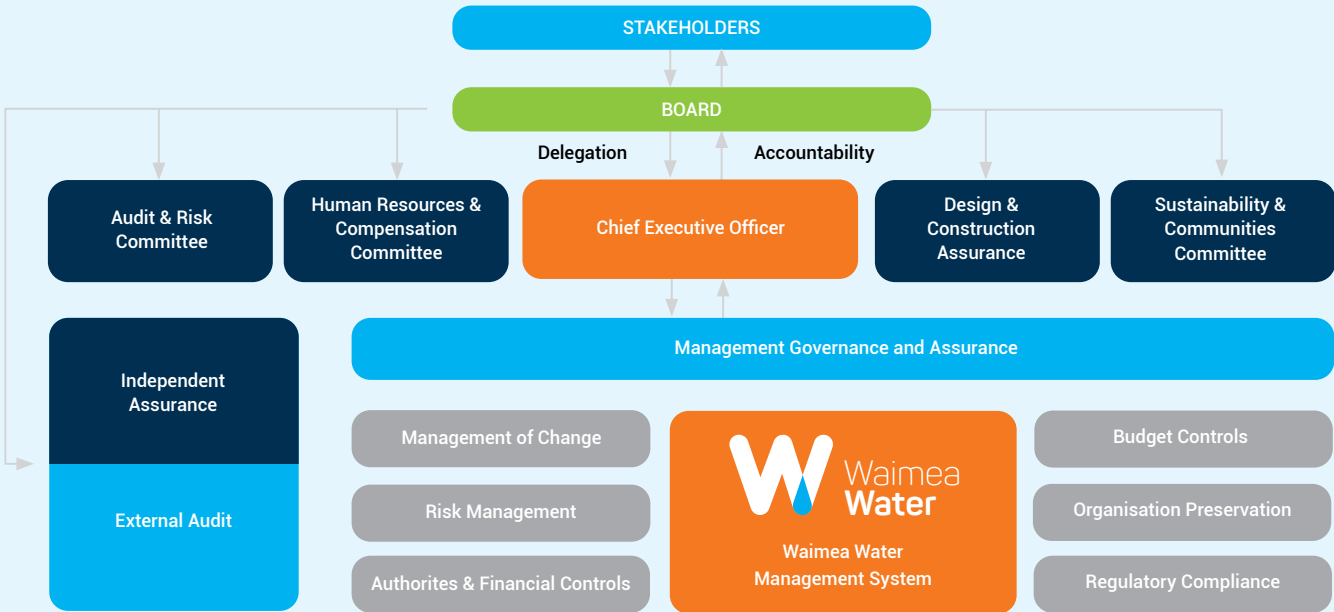 STAKEHOLDERS
BOARD
Delegation
Accountability
Audit & Risk
Committee
Human Resources &
Compensation
Committee
Chief Executive Officer
Design &
Construction
Assurance
Sustainability &
Communities
Committee
Independent
Assurance
External Audit
Management Governance and Assurance
Management of Change
Risk Management
Authorites & Financial Controls
Waimea
Water
Waimea Water
Management System
Budget Controls
Organisation Preservation
Regulatory Compliance